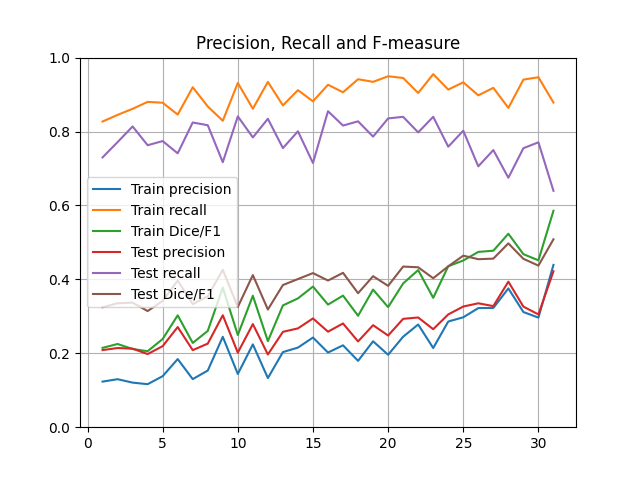 Precision, Recall and F-measure
1.0
0.8
0.6
0.4
0.2
0.0
Train precision
Train recall
Train Dice/F1
Test precision
Test recall
Test Dice/F1
0 5 10 15 20 25 30